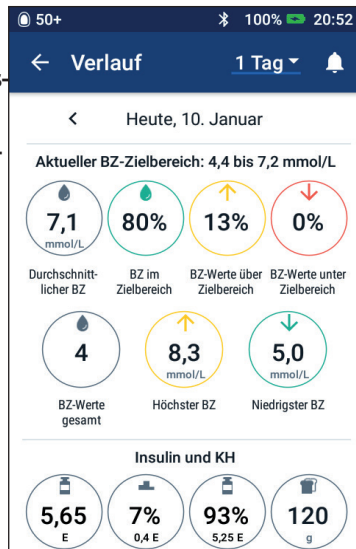 50+ 100% 20:52
Verlauf 1 Tag
Heute, 10. Januar
Aktueller BZ-Zielbereich: 4,4 bis 7,2 mmol/L
7,1 80% 13% 0%
mmol/L
Durchschnitt- BZ im BZ-Werte über BZ-Werte unter
licher BZ Zielbereich Zielbereich Zielbereich
4 8,3 5,0
mmol/L mmol/L
BZ-Werte Höchster BZ Niedrigster BZ
gesamt
Insulin und KH
5,65 7% 93% 120
E 0,4 E 5,25 E g